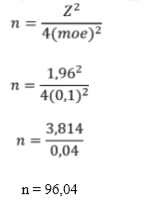 n = Z² / 4(moe)²
n = 1,96² / 4(0,1)²
n = 3,814 / 0,04
n = 96,04